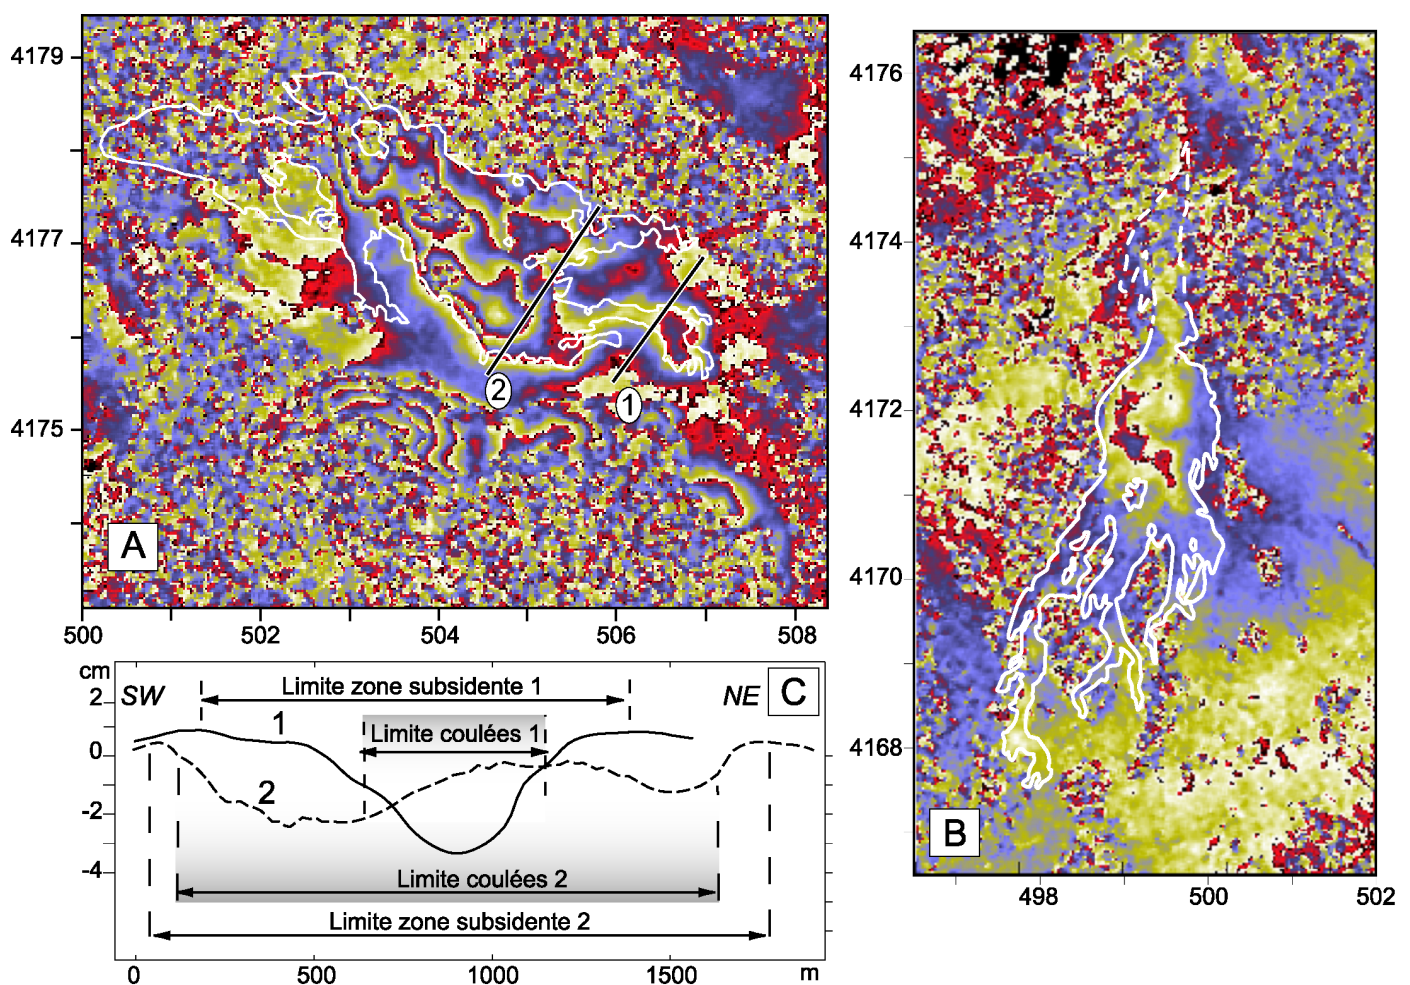 4179
4177
4175
A
2
1
500
502
504
506
508
4176
4174
4172
4170
4168
B
498
500
502
cm
2
0
-2
-4
SW
NE
C
Limite zone subsidente 1
1
Limite coulées 1
2
Limite coulées 2
Limite zone subsidente 2
0
500
1000
1500
m